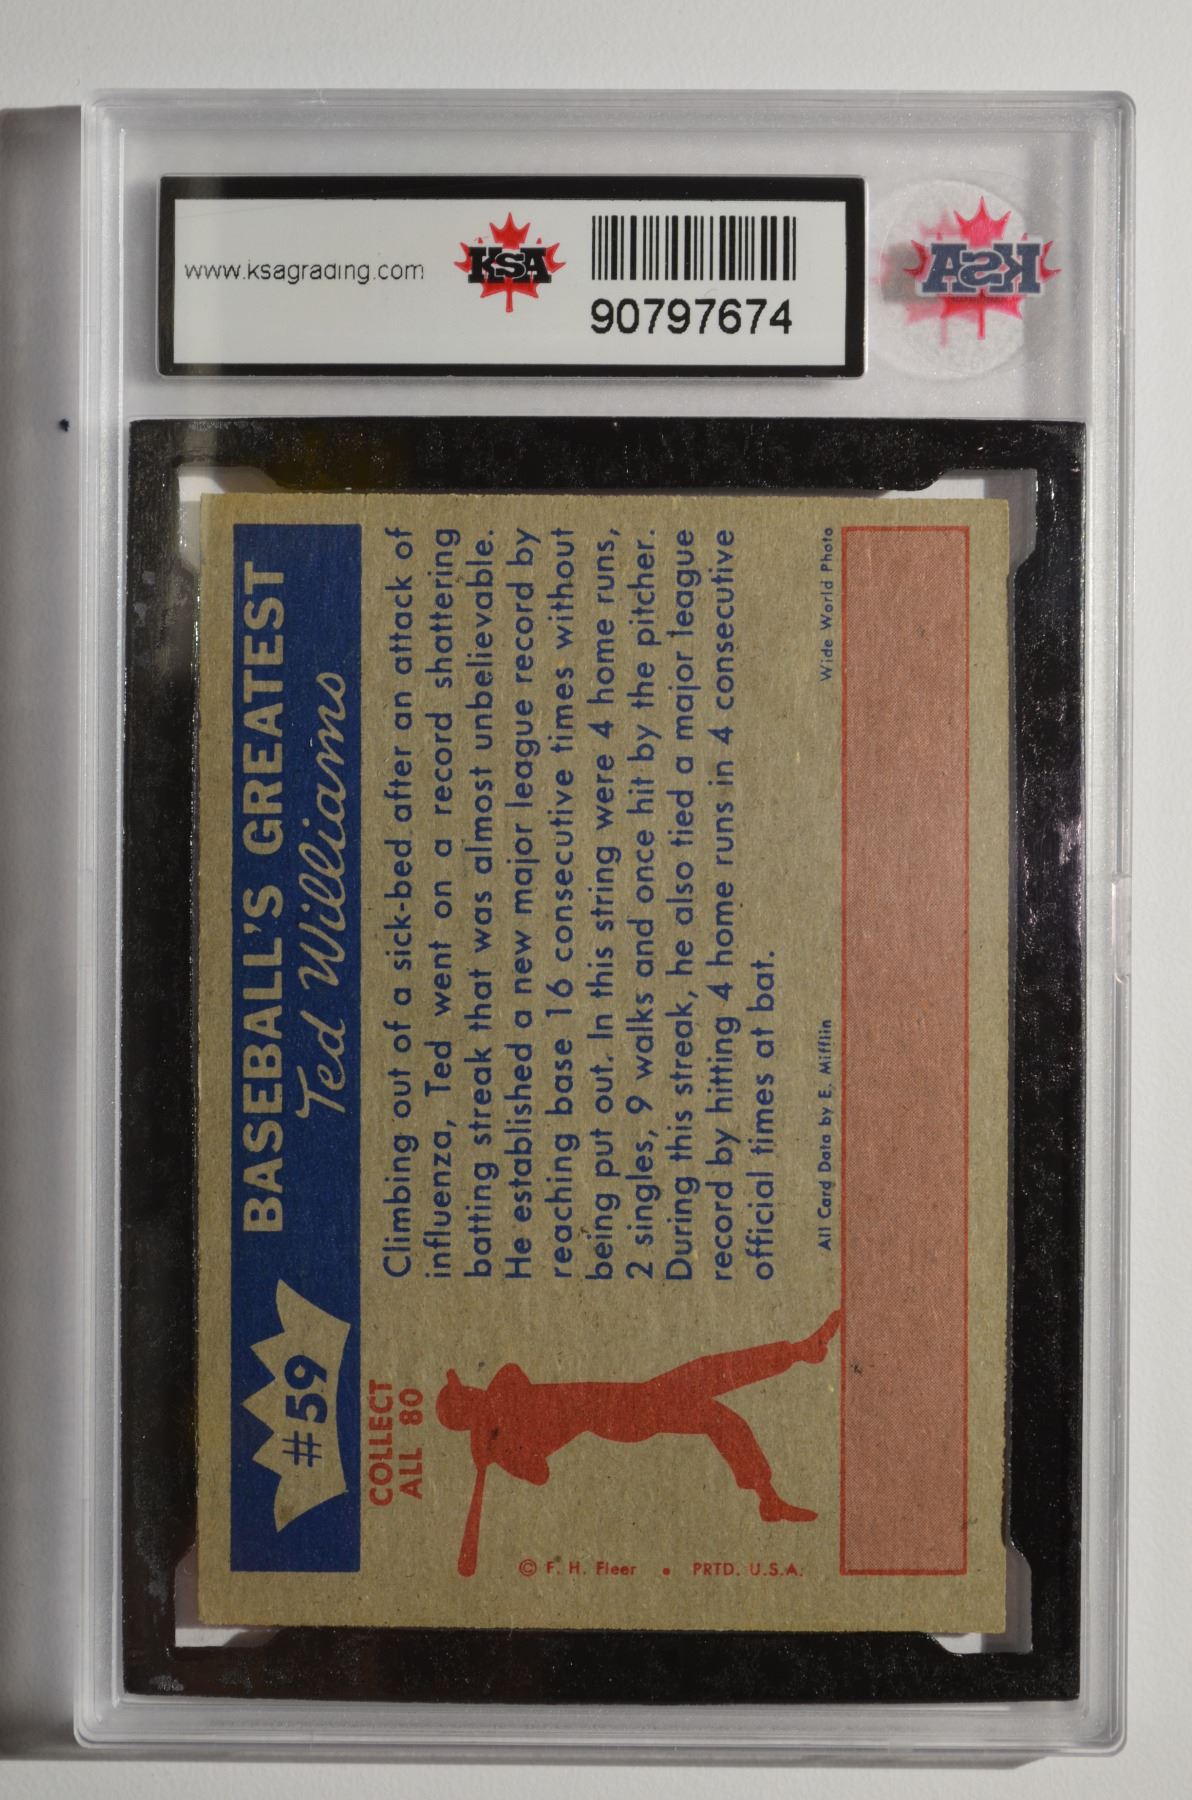 www.ksagrading.com
KSA
90797674
KSA
#59
BASEBALL'S GREATEST
Ted Williams
COLLECT
ALL 80
Climbing out of a sick-bed after an attack of
influenza, Ted went on a record shattering
batting streak that was almost unbelievable.
He established a new major league record by
reaching base 16 consecutive times without
being put out. In this string were 4 home runs,
2 singles, 9 walks and once hit by the pitcher.
During this streak, he also tied a major league
record by hitting 4 home runs in 4 consecutive
official times at bat.
© F. H. Fleer • PRTD. U.S.A.
All Card Data by E. Mifflin
Wide World Photo